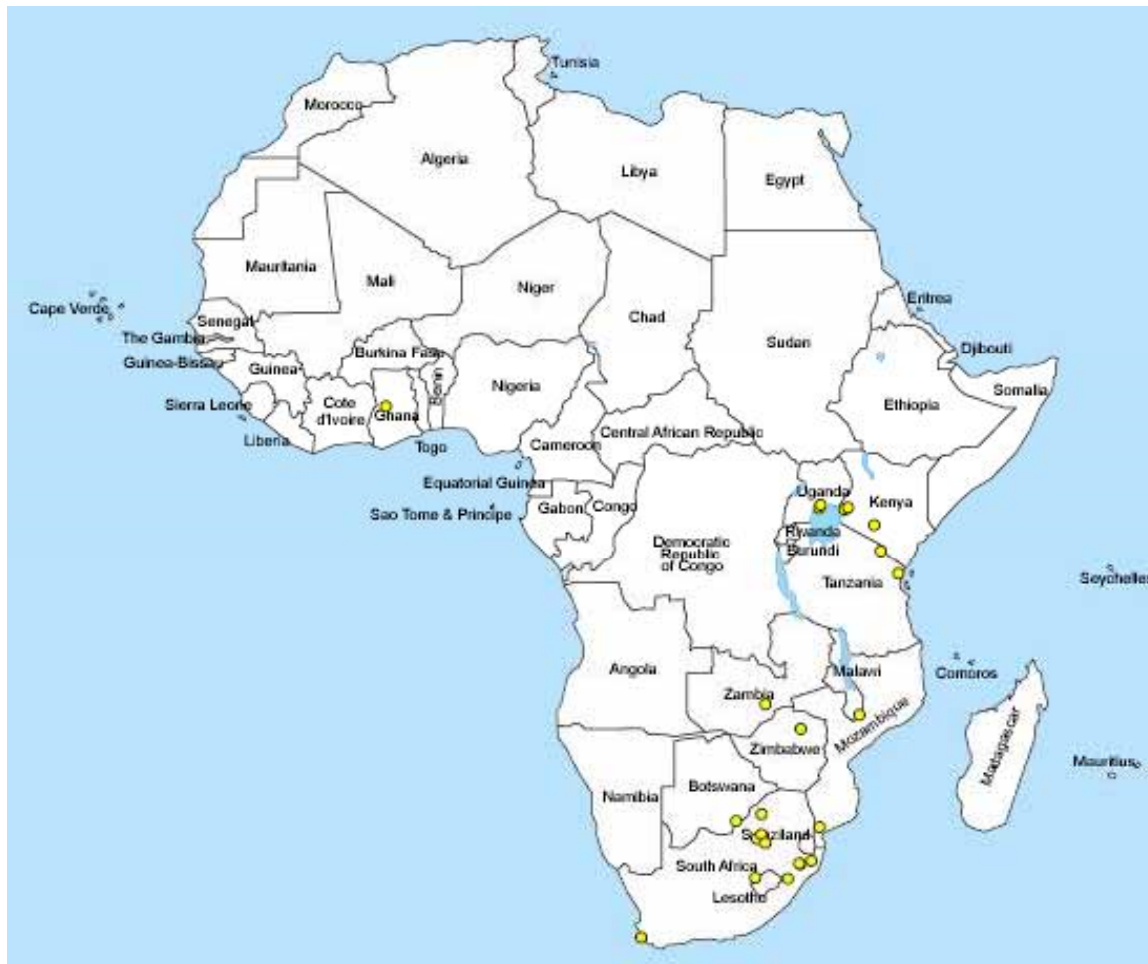 Tunisia
Morocco
Algeria
Libya
Egypt
Mauritania
Mali
Niger
Chad
Sudan
Eritrea
Cape Verde
Senegal
The Gambia
Guinea-Bissau
Guinea
Burkina Faso
Benin
Nigeria
Djibouti
Somalia
Ethiopia
Sierra Leone
Cote
d'Ivoire
Ghana
Liberia
Togo
Cameroon
Central African Republic
Equatorial Guinea
Sao Tome & Principe
Gabon
Congo
Uganda
Kenya
Rwanda
Burundi
Democratic
Republic
of Congo
Tanzania
Seychelles
Angola
Malawi
Comoros
Zambia
Mozambique
Zimbabwe
Madagascar
Mauritius
Namibia
Botswana
Swaziland
South Africa
Lesotho